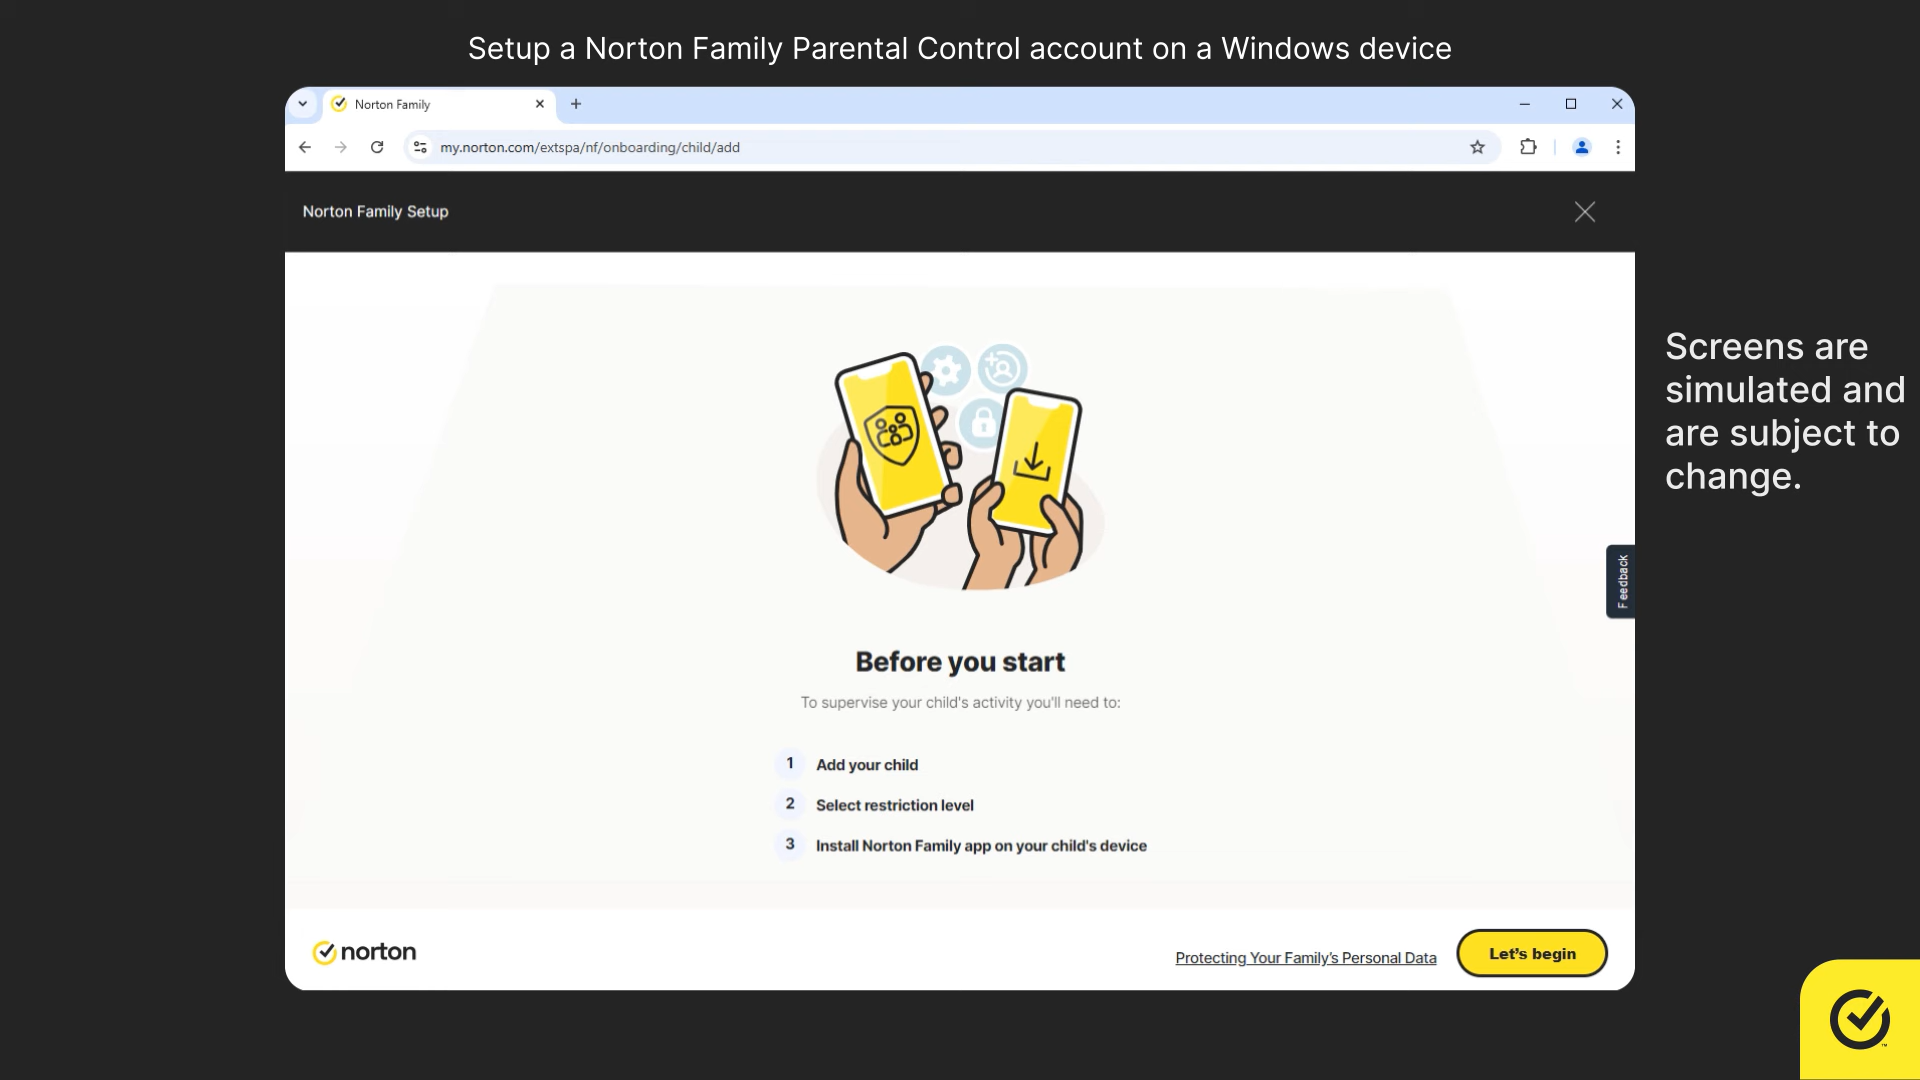 Setup a Norton Family Parental Control account on a Windows device
Norton Family
my.norton.com/extspa/nf/onboarding/child/add
Norton Family Setup
Screens are
simulated and
are subject to
change.
Feedback
Before you start
To supervise your child's activity you'll need to:
1 Add your child
2 Select restriction level
3 Install Norton Family app on your child's device
norton
Protecting Your Family's Personal Data
Let's begin